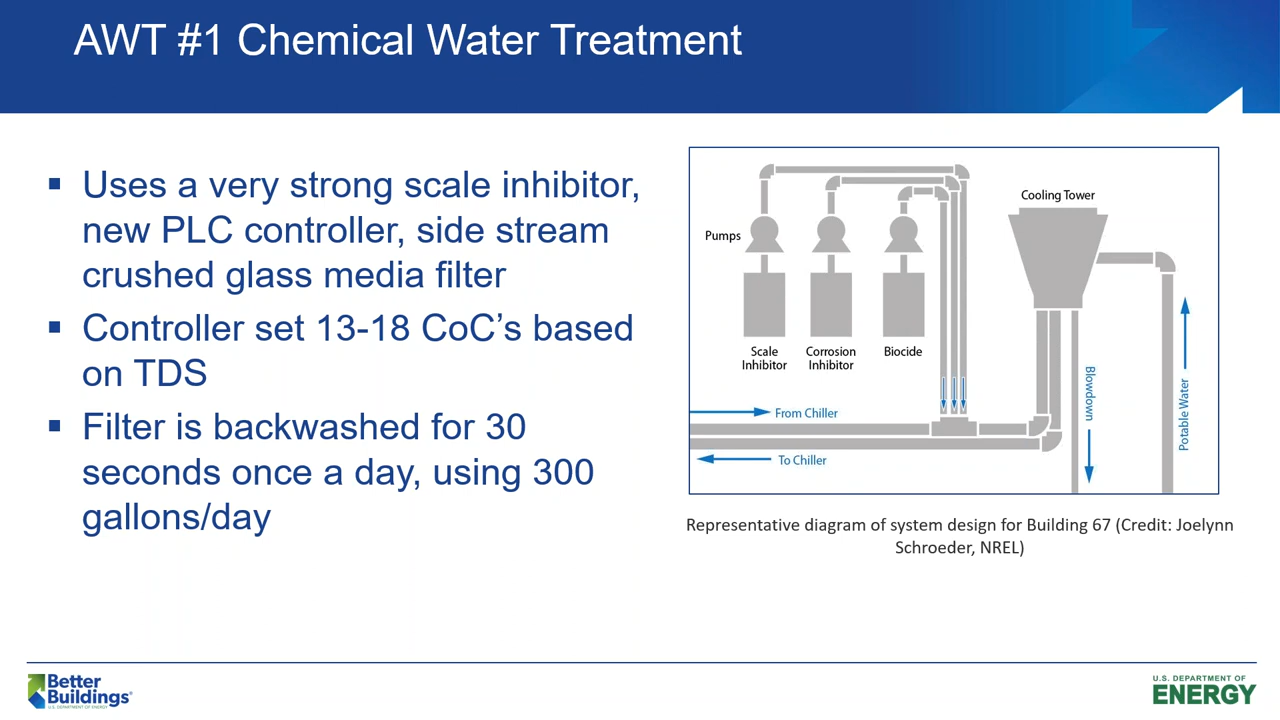 AWT #1 Chemical Water Treatment
▪ Uses a very strong scale inhibitor,
new PLC controller, side stream
crushed glass media filter
▪ Controller set 13-18 CoC’s based
on TDS
▪ Filter is backwashed for 30
seconds once a day, using 300
gallons/day
Cooling Tower
Pumps
Scale
Inhibitor
Corrosion
Inhibitor
Biocide
Blowdown
Potable Water
From Chiller
To Chiller
Representative diagram of system design for Building 67 (Credit: Joelynn
Schroeder, NREL)
Better
Buildings®
U.S. DEPARTMENT OF ENERGY
U.S. DEPARTMENT OF
ENERGY